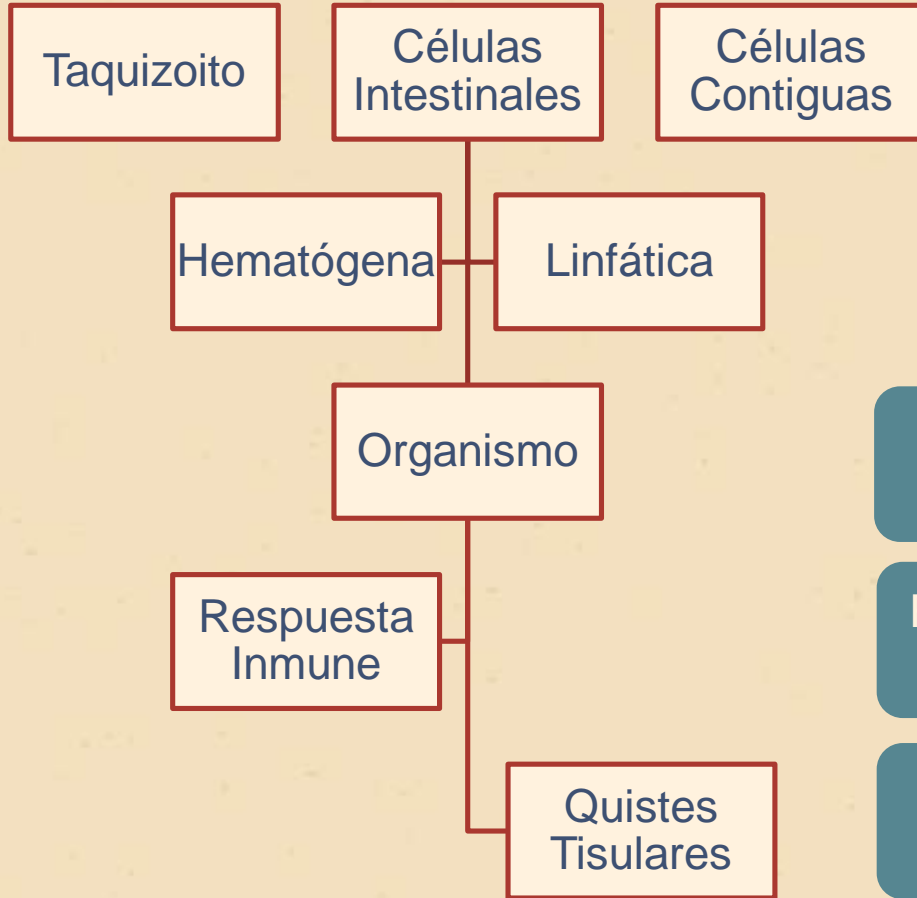 Taquizoito
Células
Intestinales
Células
Contiguas
Hematógena
Linfática
Organismo
Respuesta
Inmune
Quistes
Tisulares